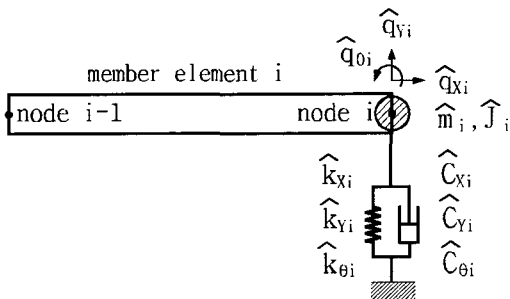 q̂Yi
q̂θi
q̂Xi
member element i
node i-1
node i
m̂i, Ĵi
k̂Xi ĈXi
k̂Yi ĈYi
k̂θi Ĉθi